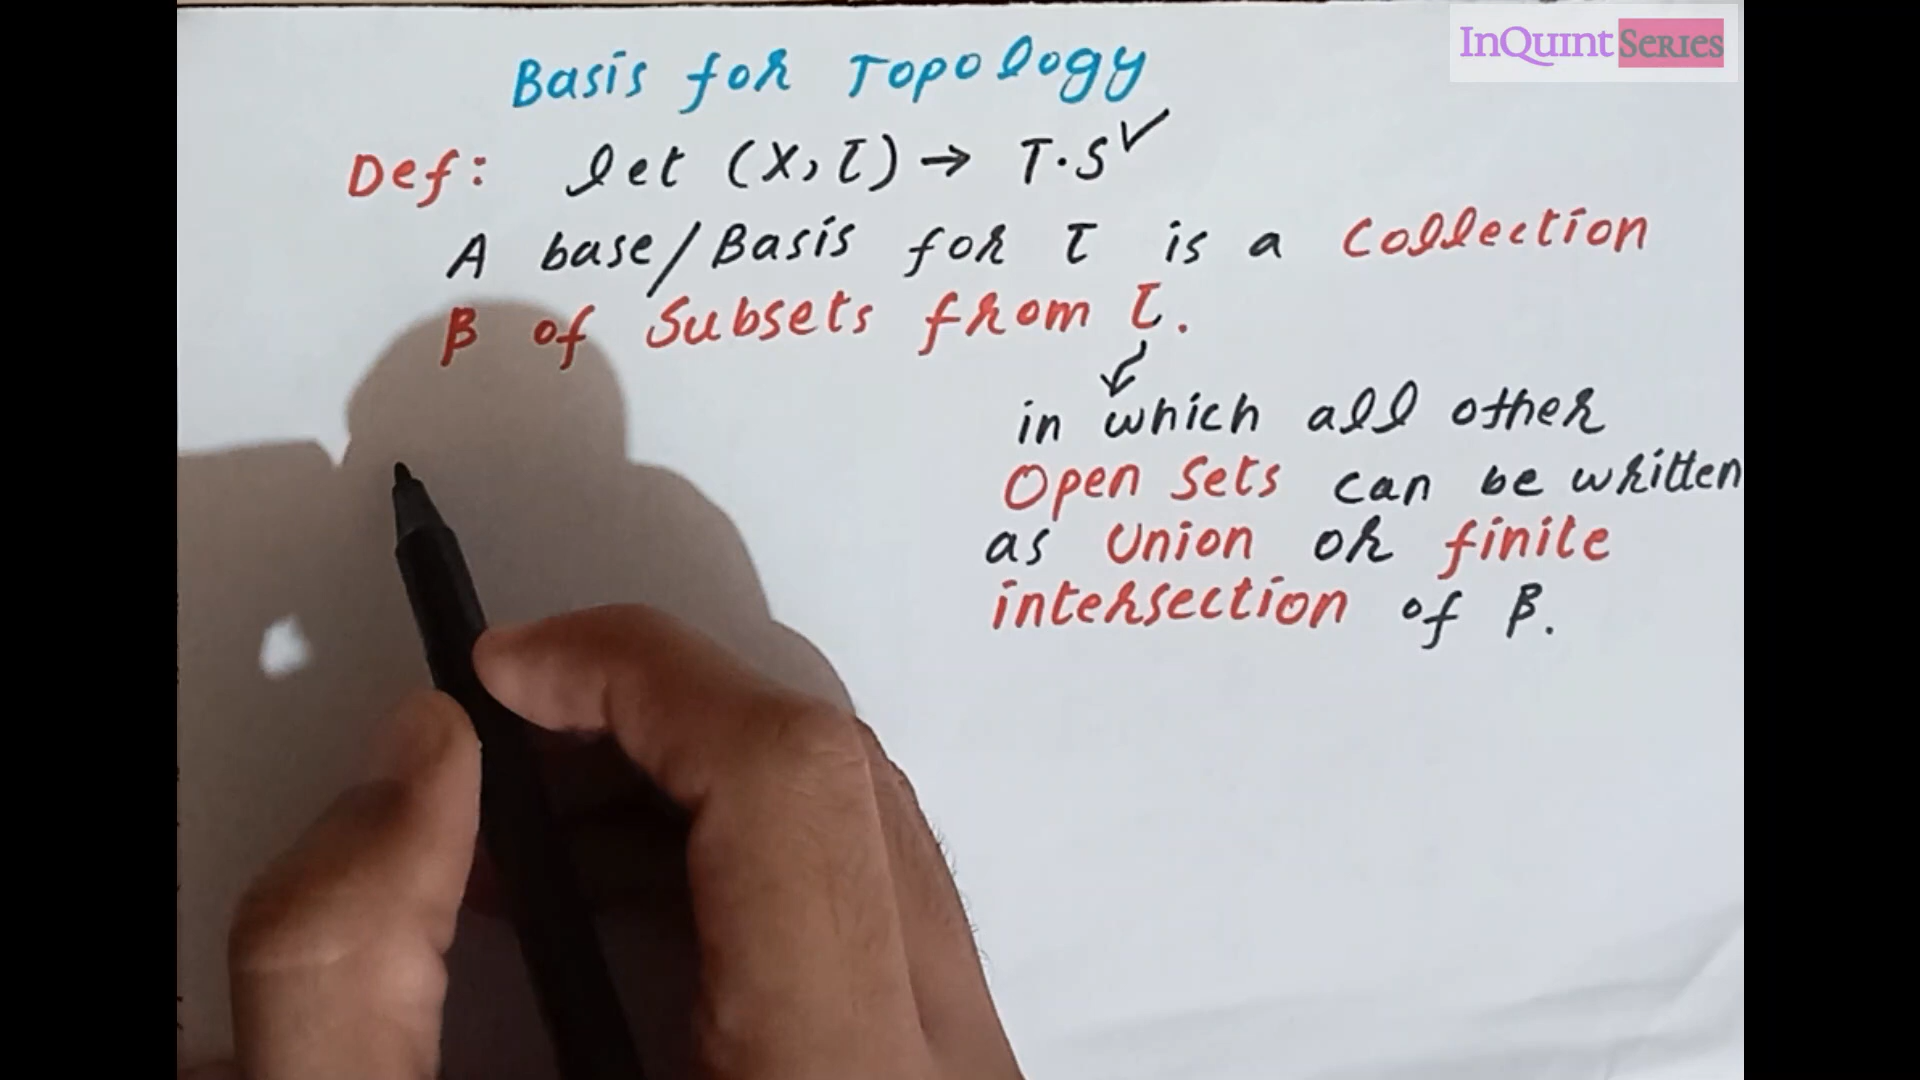 InQuint Series
Basis for Topology
Def: let (X, τ) → T.S ✓
A base/Basis for τ is a Collection
β of Subsets from τ.
in which all other
Open Sets can be written
as Union or finite
intersection of β.